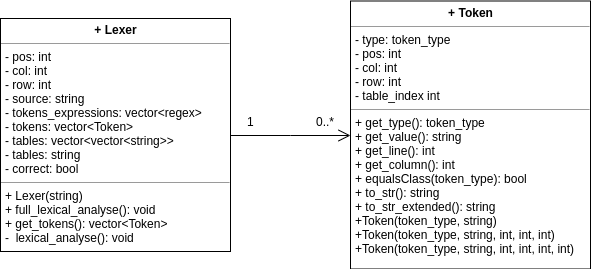 + Lexer
- pos: int
- col: int
- row: int
- source: string
- tokens_expressions: vector<regex>
- tokens: vector<Token>
- tables: vector<vector<string>>
- tables: string
- correct: bool
+ Lexer(string)
+ full_lexical_analyse(): void
+ get_tokens(): vector<Token>
- lexical_analyse(): void
1
0..*
+ Token
- type: token_type
- pos: int
- col: int
- row: int
- table_index int
+ get_type(): token_type
+ get_value(): string
+ get_line(): int
+ get_column(): int
+ equalsClass(token_type): bool
+ to_str(): string
+ to_str_extended(): string
+Token(token_type, string)
+Token(token_type, string, int, int, int)
+Token(token_type, string, int, int, int, int)